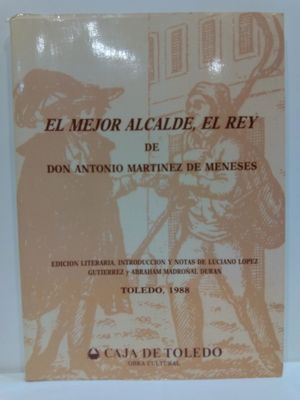 EL MEJOR ALCALDE, EL REY
DE
DON ANTONIO MARTINEZ DE MENESES
EDICION LITERARIA, INTRODUCCION Y NOTAS DE LUCIANO LOPEZ
GUTIERREZ Y ABRAHAM MADROÑAL DURAN
TOLEDO, 1988
CAJA DE TOLEDO
OBRA CULTURAL